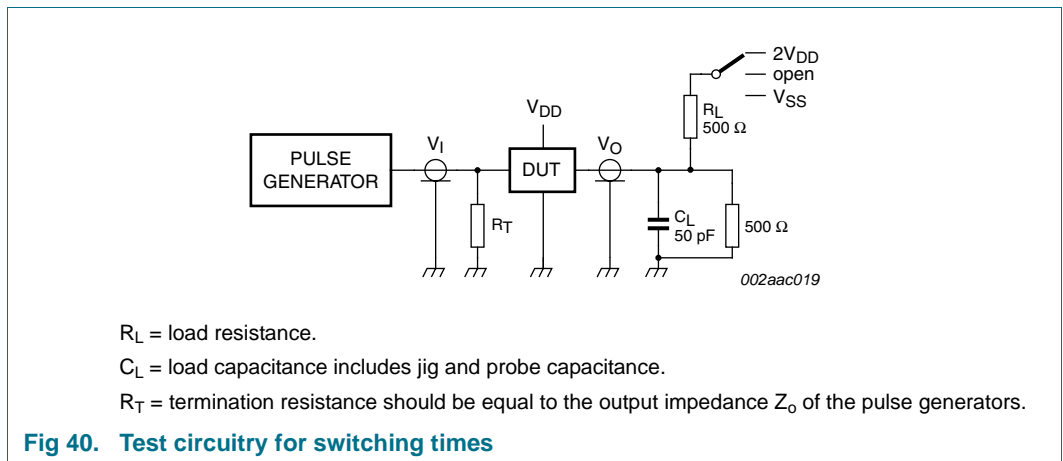 2VDD
open
VSS
RL
500 Ω
VDD
VI
VO
PULSE
GENERATOR
DUT
RT
CL
50 pF
500 Ω
002aac019
RL = load resistance.
CL = load capacitance includes jig and probe capacitance.
RT = termination resistance should be equal to the output impedance Zo of the pulse generators.
Fig 40. Test circuitry for switching times